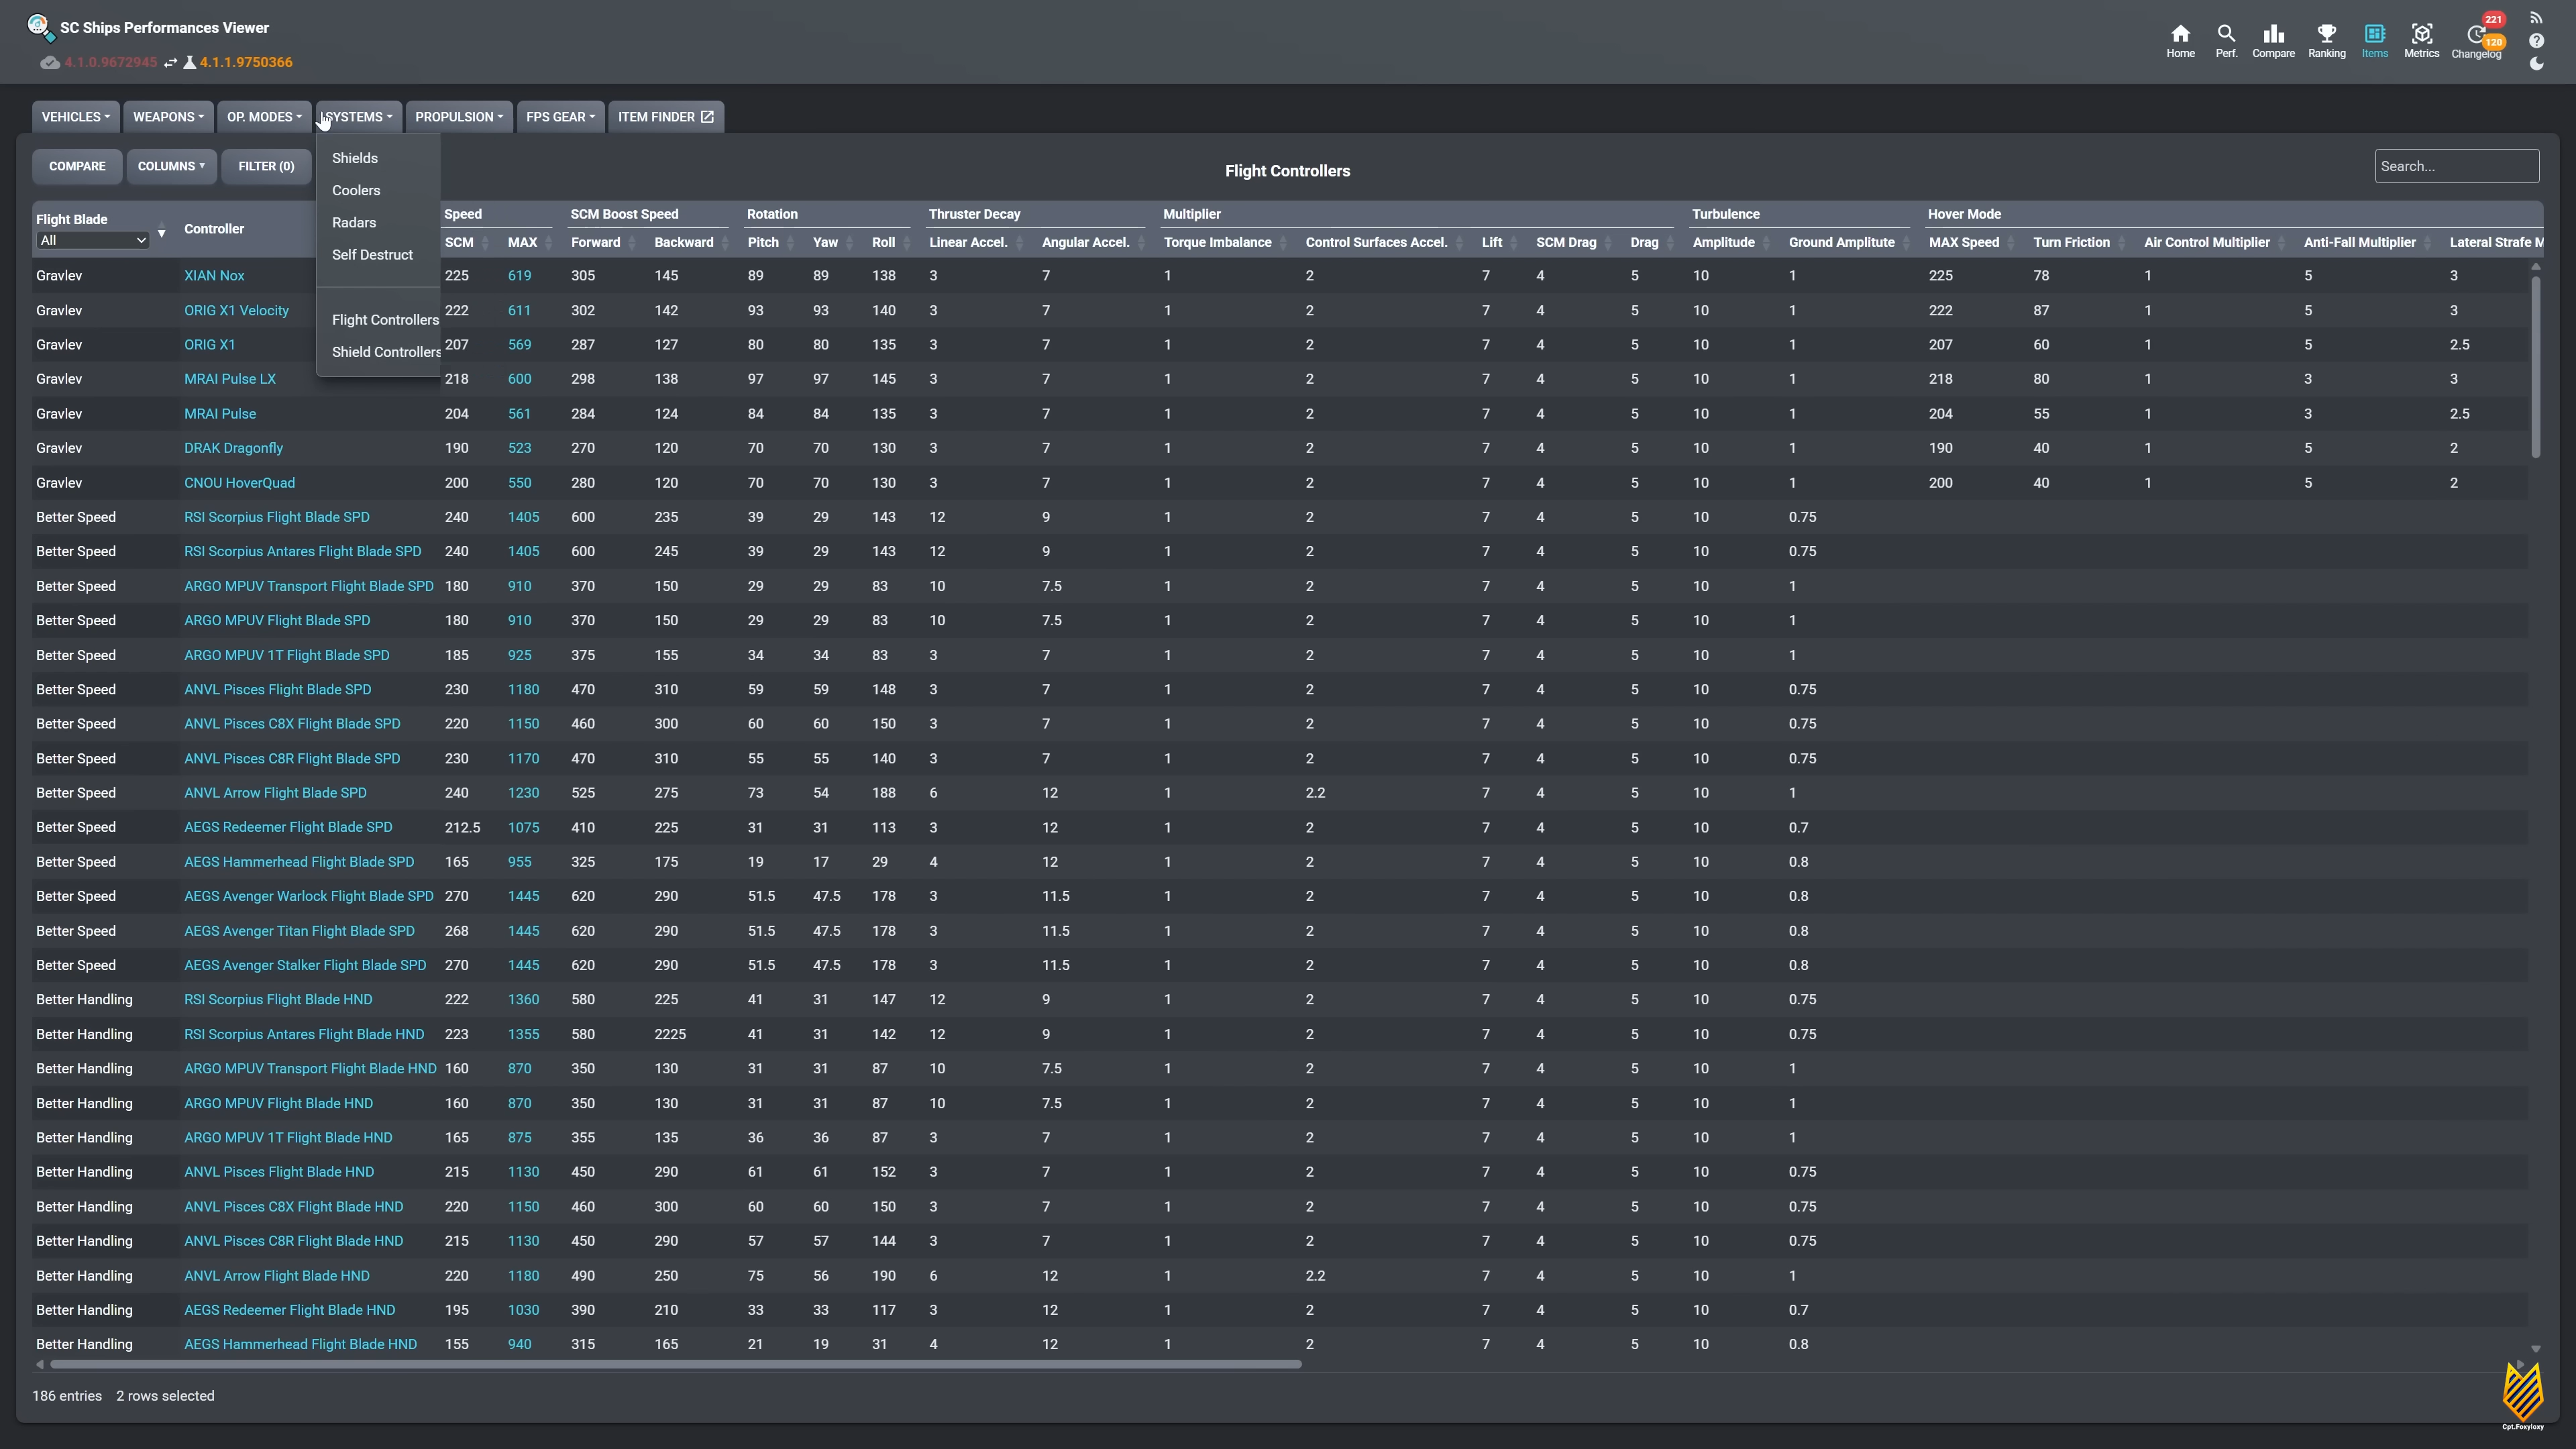 SC Ships Performances Viewer
4.1.0.9672945 4.1.1.9750366
Home Perf. Compare Ranking Items Metrics Changelog 221 120
VEHICLES WEAPONS OP. MODES SYSTEMS PROPULSION FPS GEAR ITEM FINDER
COMPARE COLUMNS FILTER (0)
Shields
Coolers
Radars
Self Destruct
Flight Controllers
Shield Controllers
Flight Controllers
Search...
Flight Blade Controller Speed SCM Boost Speed Rotation Thruster Decay Multiplier Turbulence Hover Mode
All SCM MAX Forward Backward Pitch Yaw Roll Linear Accel. Angular Accel. Torque Imbalance Control Surfaces Accel. Lift SCM Drag Drag Amplitude Ground Amplitute MAX Speed Turn Friction Air Control Multiplier Anti-Fall Multiplier Lateral Strafe M
Gravlev XIAN Nox 225 619 305 145 89 89 138 3 7 1 2 7 4 5 10 1 225 78 1 5 3
Gravlev ORIG X1 Velocity 222 611 302 142 93 93 140 3 7 1 2 7 4 5 10 1 222 87 1 5 3
Gravlev ORIG X1 207 569 287 127 80 80 135 3 7 1 2 7 4 5 10 1 207 60 1 5 2.5
Gravlev MRAI Pulse LX 218 600 298 138 97 97 145 3 7 1 2 7 4 5 10 1 218 80 1 3 3
Gravlev MRAI Pulse 204 561 284 124 84 84 135 3 7 1 2 7 4 5 10 1 204 55 1 3 2.5
Gravlev DRAK Dragonfly 190 523 270 120 70 70 130 3 7 1 2 7 4 5 10 1 190 40 1 5 2
Gravlev CNOU HoverQuad 200 550 280 120 70 70 130 3 7 1 2 7 4 5 10 1 200 40 1 5 2
Better Speed RSI Scorpius Flight Blade SPD 240 1405 600 235 39 29 143 12 9 1 2 7 4 5 10 0.75
Better Speed RSI Scorpius Antares Flight Blade SPD 240 1405 600 245 39 29 143 12 9 1 2 7 4 5 10 0.75
Better Speed ARGO MPUV Transport Flight Blade SPD 180 910 370 150 29 29 83 10 7.5 1 2 7 4 5 10 1
Better Speed ARGO MPUV Flight Blade SPD 180 910 370 150 29 29 83 10 7.5 1 2 7 4 5 10 1
Better Speed ARGO MPUV 1T Flight Blade SPD 185 925 375 155 34 34 83 3 7 1 2 7 4 5 10 1
Better Speed ANVL Pisces Flight Blade SPD 230 1180 470 310 59 59 148 3 7 1 2 7 4 5 10 0.75
Better Speed ANVL Pisces C8X Flight Blade SPD 220 1150 460 300 60 60 150 3 7 1 2 7 4 5 10 0.75
Better Speed ANVL Pisces C8R Flight Blade SPD 230 1170 470 310 55 55 140 3 7 1 2 7 4 5 10 0.75
Better Speed ANVL Arrow Flight Blade SPD 240 1230 525 275 73 54 188 6 12 1 2.2 7 4 5 10 1
Better Speed AEGS Redeemer Flight Blade SPD 212.5 1075 410 225 31 31 113 3 12 1 2 7 4 5 10 0.7
Better Speed AEGS Hammerhead Flight Blade SPD 165 955 325 175 19 17 29 4 12 1 2 7 4 5 10 0.8
Better Speed AEGS Avenger Warlock Flight Blade SPD 270 1445 620 290 51.5 47.5 178 3 11.5 1 2 7 4 5 10 0.8
Better Speed AEGS Avenger Titan Flight Blade SPD 268 1445 620 290 51.5 47.5 178 3 11.5 1 2 7 4 5 10 0.8
Better Speed AEGS Avenger Stalker Flight Blade SPD 270 1445 620 290 51.5 47.5 178 3 11.5 1 2 7 4 5 10 0.8
Better Handling RSI Scorpius Flight Blade HND 222 1360 580 225 41 31 147 12 9 1 2 7 4 5 10 0.75
Better Handling RSI Scorpius Antares Flight Blade HND 223 1355 580 2225 41 31 142 12 9 1 2 7 4 5 10 0.75
Better Handling ARGO MPUV Transport Flight Blade HND 160 870 350 130 31 31 87 10 7.5 1 2 7 4 5 10 1
Better Handling ARGO MPUV Flight Blade HND 160 870 350 130 31 31 87 10 7.5 1 2 7 4 5 10 1
Better Handling ARGO MPUV 1T Flight Blade HND 165 875 355 135 36 36 87 3 7 1 2 7 4 5 10 1
Better Handling ANVL Pisces Flight Blade HND 215 1130 450 290 61 61 152 3 7 1 2 7 4 5 10 0.75
Better Handling ANVL Pisces C8X Flight Blade HND 220 1150 460 300 60 60 150 3 7 1 2 7 4 5 10 0.75
Better Handling ANVL Pisces C8R Flight Blade HND 215 1130 450 290 57 57 144 3 7 1 2 7 4 5 10 0.75
Better Handling ANVL Arrow Flight Blade HND 220 1180 490 250 75 56 190 6 12 1 2.2 7 4 5 10 1
Better Handling AEGS Redeemer Flight Blade HND 195 1030 390 210 33 33 117 3 12 1 2 7 4 5 10 0.7
Better Handling AEGS Hammerhead Flight Blade HND 155 940 315 165 21 19 31 4 12 1 2 7 4 5 10 0.8
186 entries 2 rows selected
Cpt.Foxyloxy